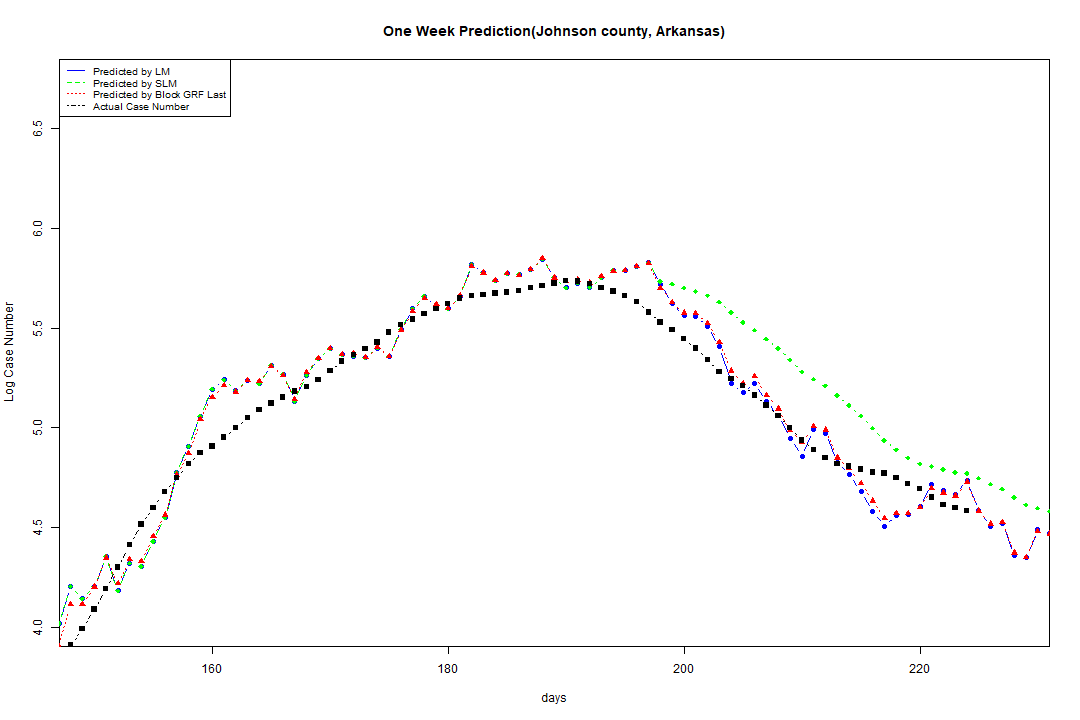 One Week Prediction(Johnson county, Arkansas)
Predicted by LM
Predicted by SLM
Predicted by Block GRF Last
Actual Case Number
6.5
6.0
5.5
5.0
4.5
4.0
Log Case Number
160 180 200 220
days